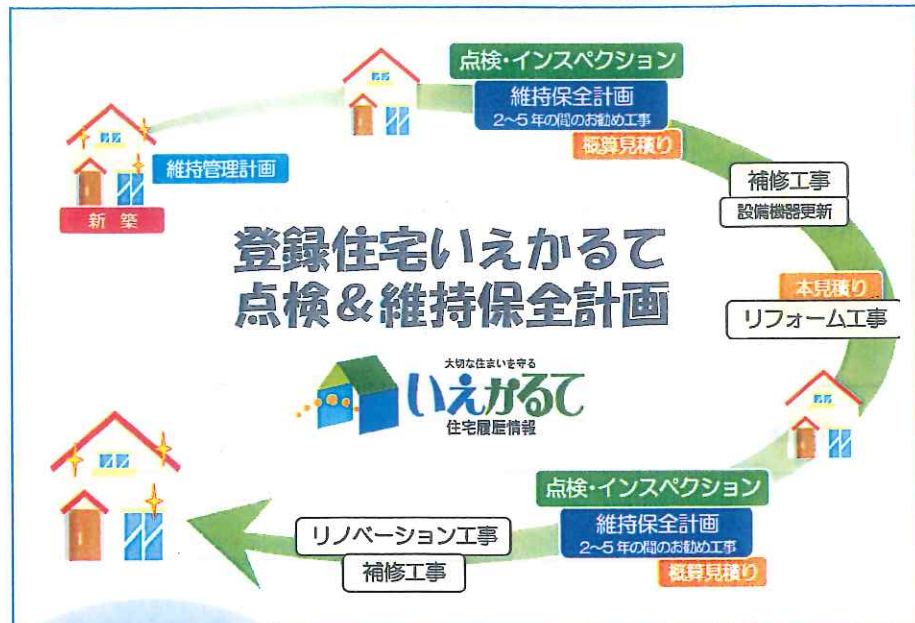 点検・インスペクション
維持保全計画
2〜5年の間のお勧め工事
概算見積り
維持管理計画
新築
補修工事
設備機器更新
登録住宅いえかるて
点検&維持保全計画
本見積り
リフォーム工事
大切な住まいを守る
いえかるて
住宅履歴情報
点検・インスペクション
維持保全計画
2〜5年の間のお勧め工事
概算見積り
リノベーション工事
補修工事